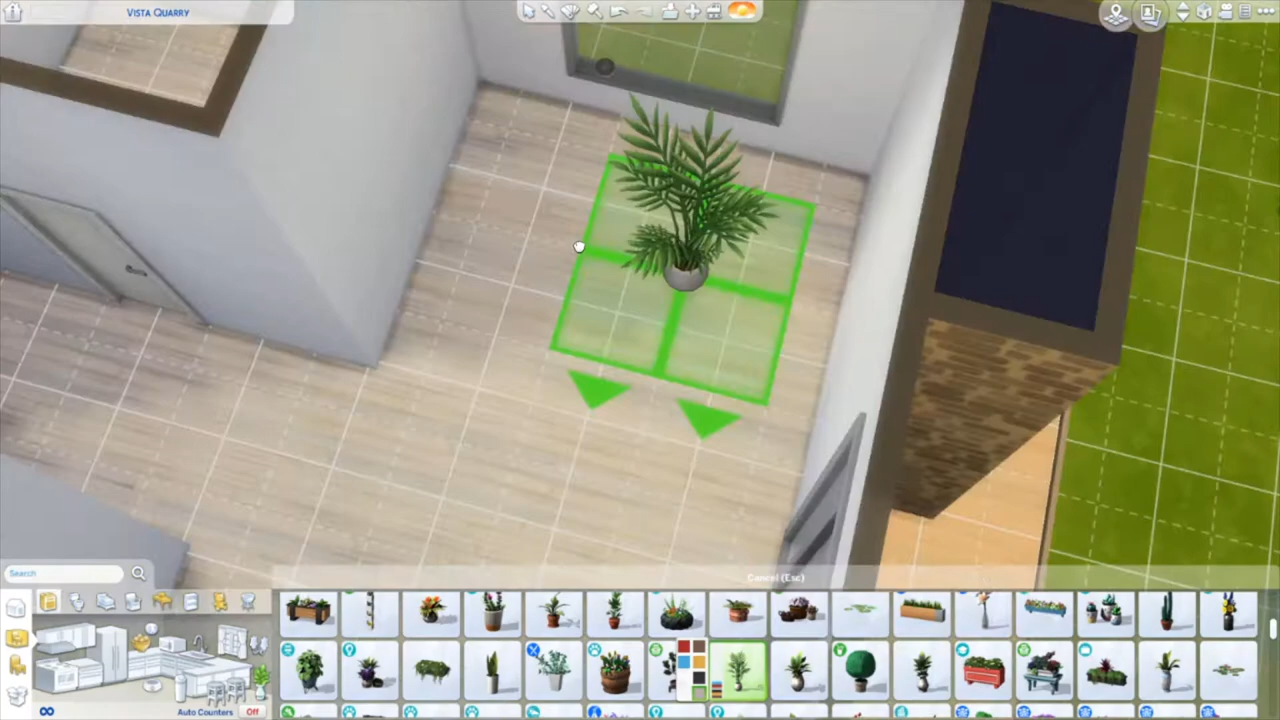 VISTA QUARRY
Cancel (Esc)
Search
Auto Counters
Off